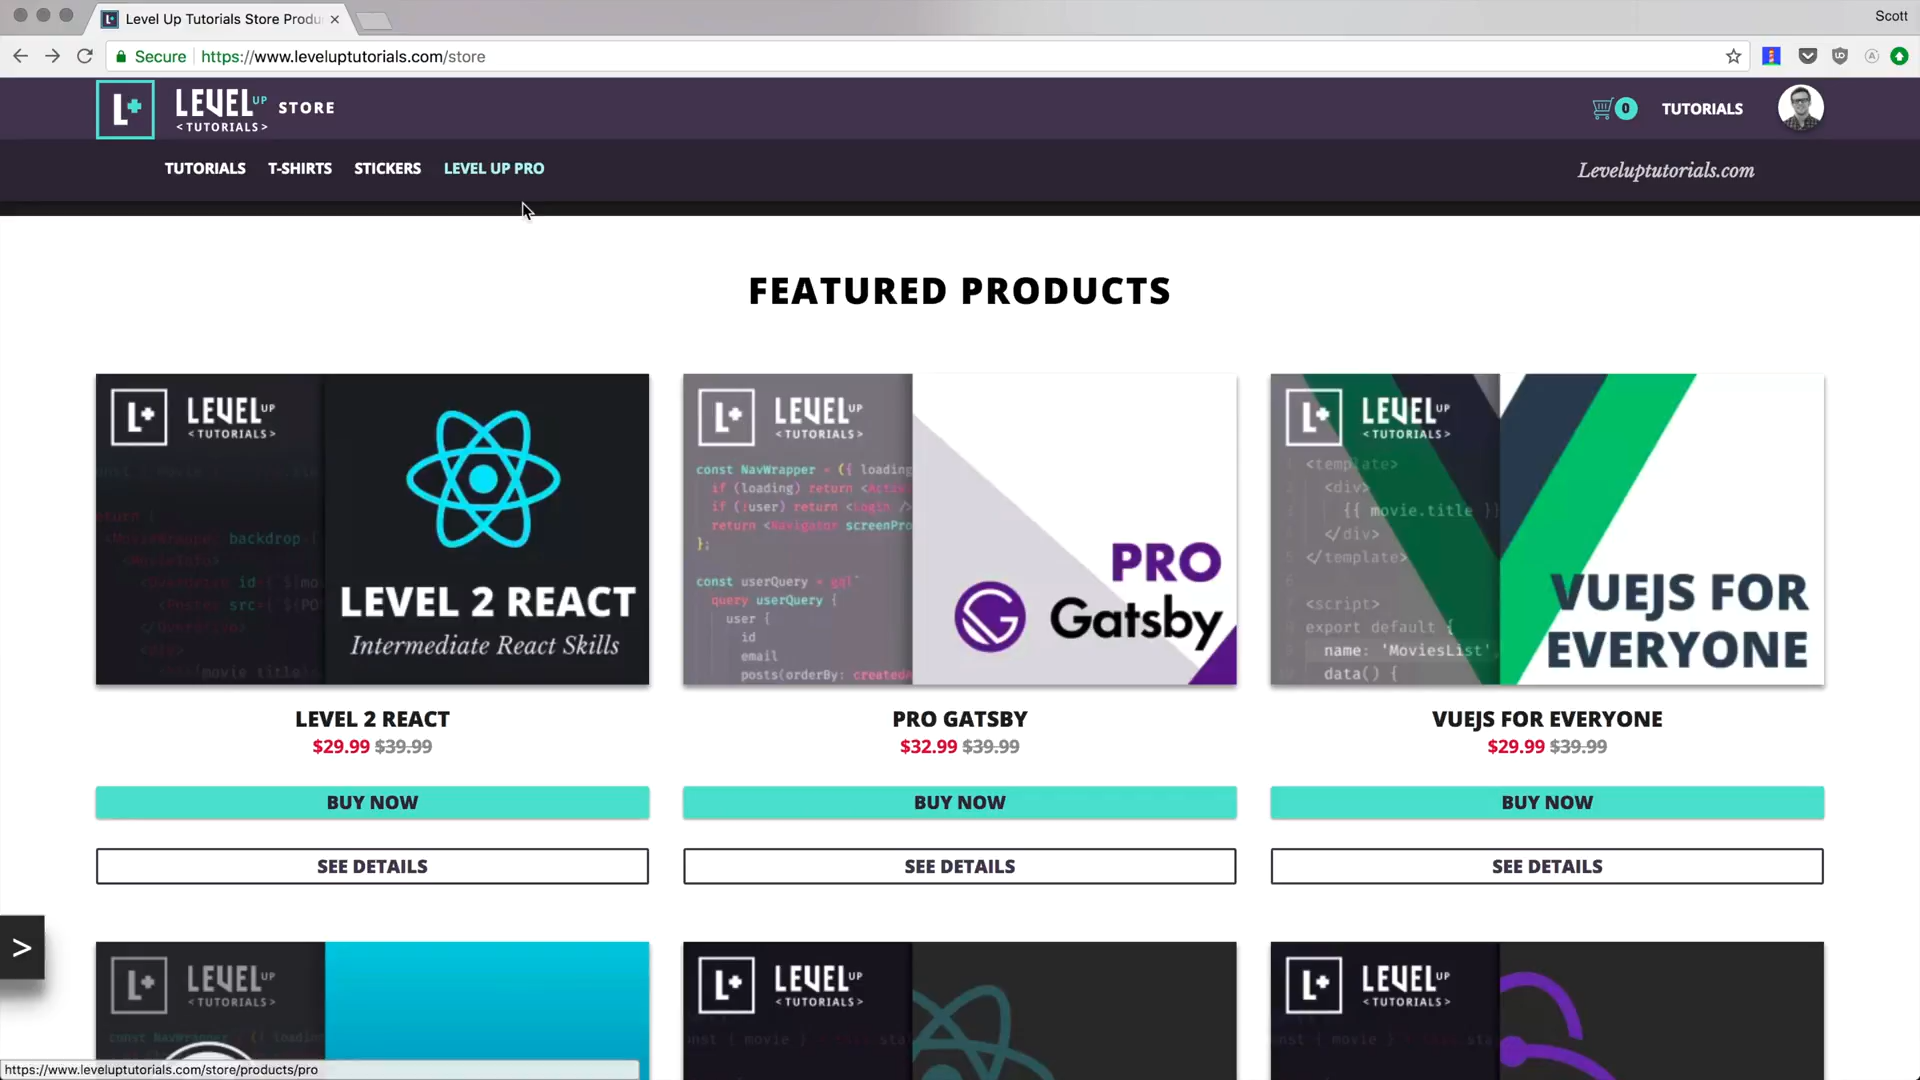 Level Up Tutorials Store Produ
Scott
Secure https://www.leveluptutorials.com/store
L+ LEVEL UP <TUTORIALS> STORE
0 TUTORIALS
TUTORIALS T-SHIRTS STICKERS LEVEL UP PRO
Leveluptutorials.com
FEATURED PRODUCTS
LEVEL UP
<TUTORIALS>
backdrop
LEVEL 2 REACT
Intermediate React Skills
LEVEL UP
<TUTORIALS>
const NavWrapper = ({ loading
if (loading) return
if (!user) return <Login />
return <Navigator screenPro
};
const userQuery = gql`
query userQuery {
user {
id
email
posts(orderBy: created
PRO
Gatsby
LEVEL UP
<TUTORIALS>
<template>
<div>
{{ movie.title }}
</div>
</template>
<script>
export default {
name: 'MoviesList',
data() {
VUEJS FOR
EVERYONE
LEVEL 2 REACT
$29.99 $39.99
BUY NOW
SEE DETAILS
PRO GATSBY
$32.99 $39.99
BUY NOW
SEE DETAILS
VUEJS FOR EVERYONE
$29.99 $39.99
BUY NOW
SEE DETAILS
>
LEVEL UP
<TUTORIALS>
const NavWrapper = ({ loadin
LEVEL UP
<TUTORIALS>
LEVEL UP
<TUTORIALS>
https://www.leveluptutorials.com/store/products/pro